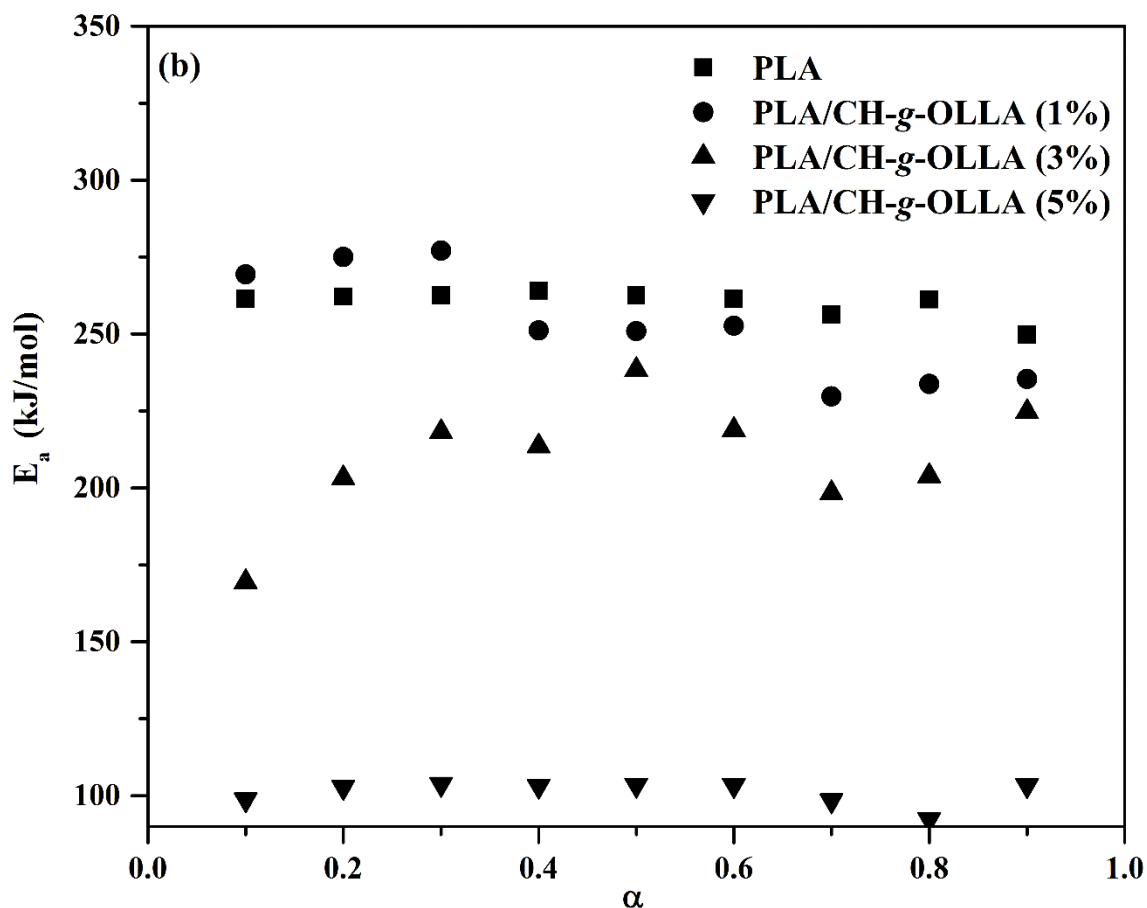 (b)
PLA
PLA/CH-g-OLLA (1%)
PLA/CH-g-OLLA (3%)
PLA/CH-g-OLLA (5%)
350
300
250
200
150
100
Ea (kJ/mol)
0.0 0.2 0.4 0.6 0.8 1.0
α